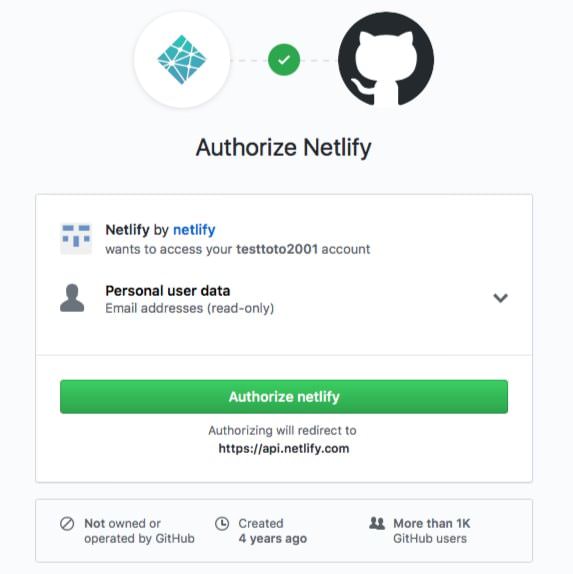 Authorize Netlify
Netlify by netlify
wants to access your testtoto2001 account
Personal user data
Email addresses (read-only)
Authorize netlify
Authorizing will redirect to
https://api.netlify.com
Not owned or
operated by GitHub
Created
4 years ago
More than 1K
GitHub users